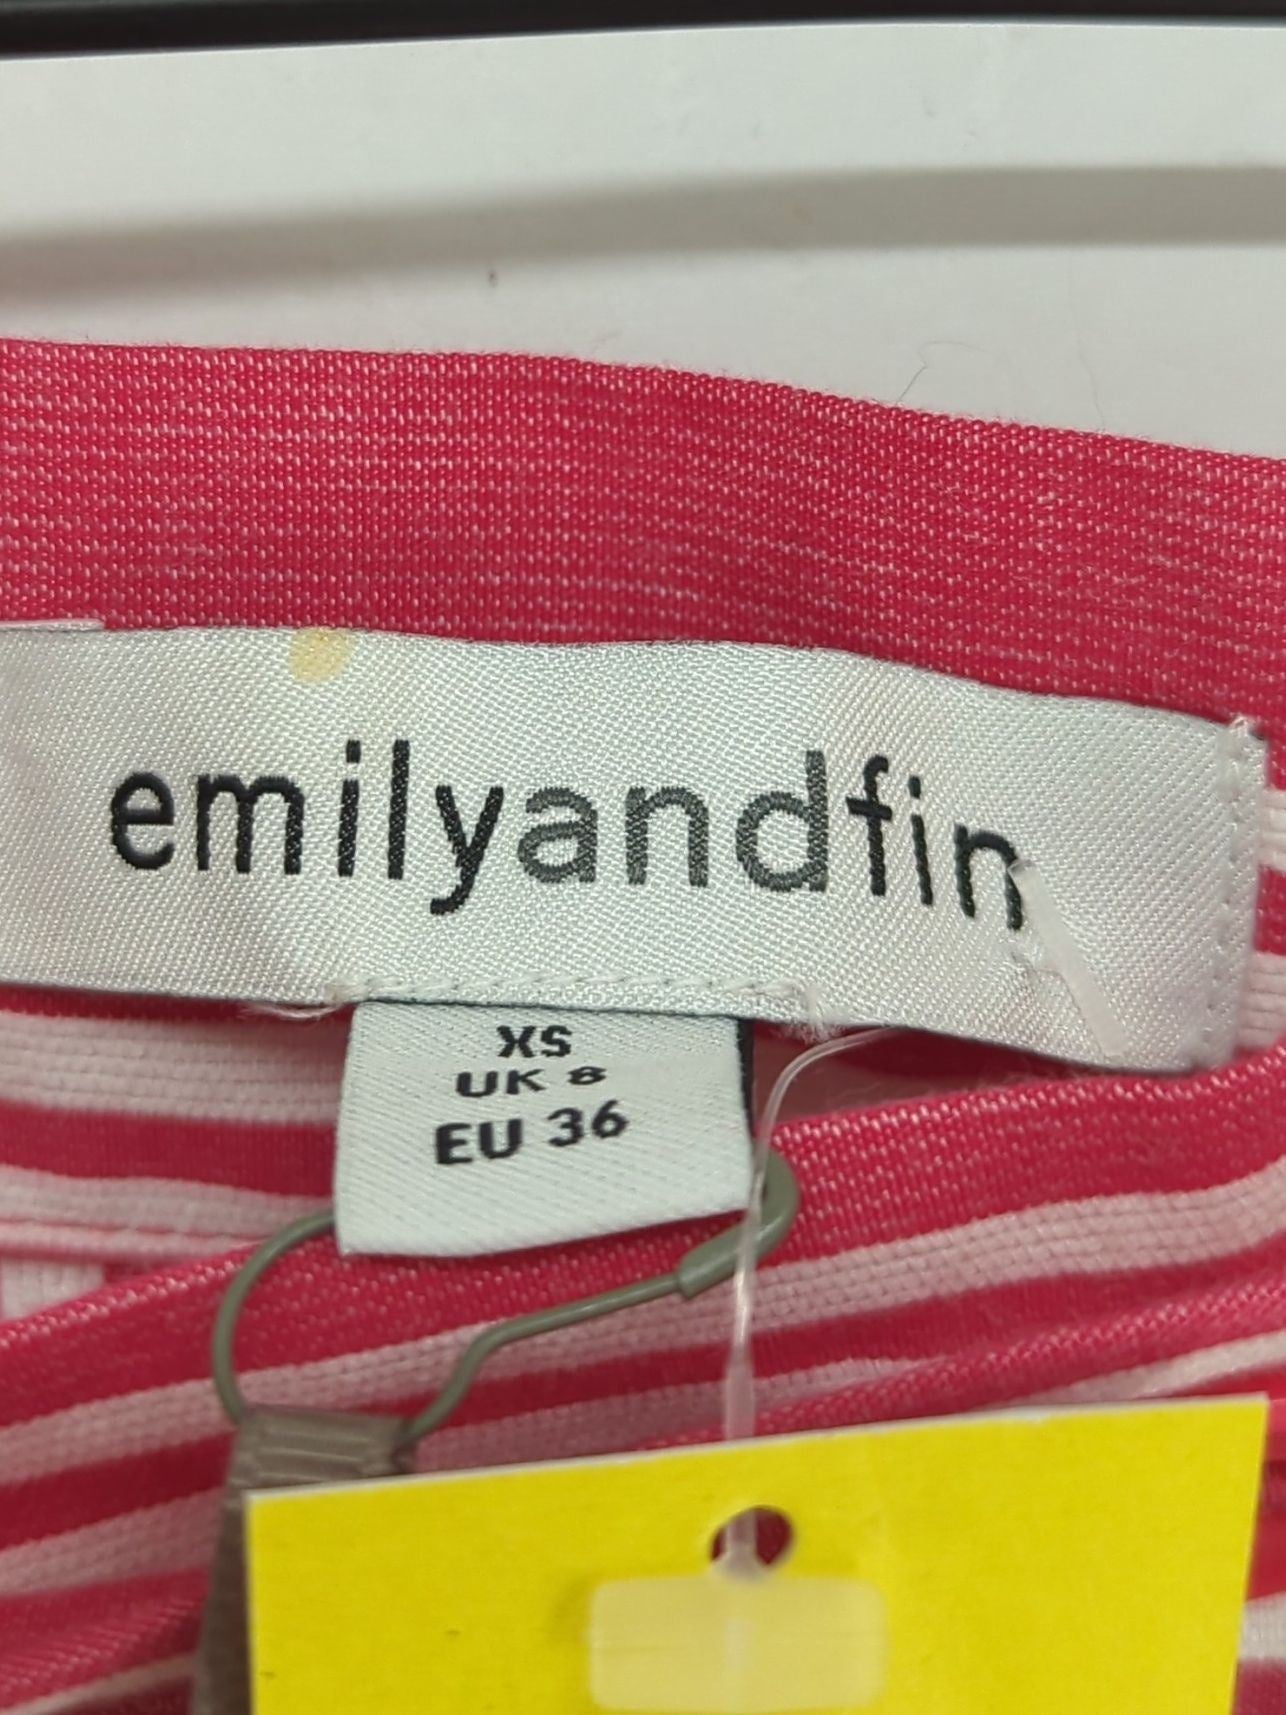 emilyandfin
XS
UK 8
EU 36